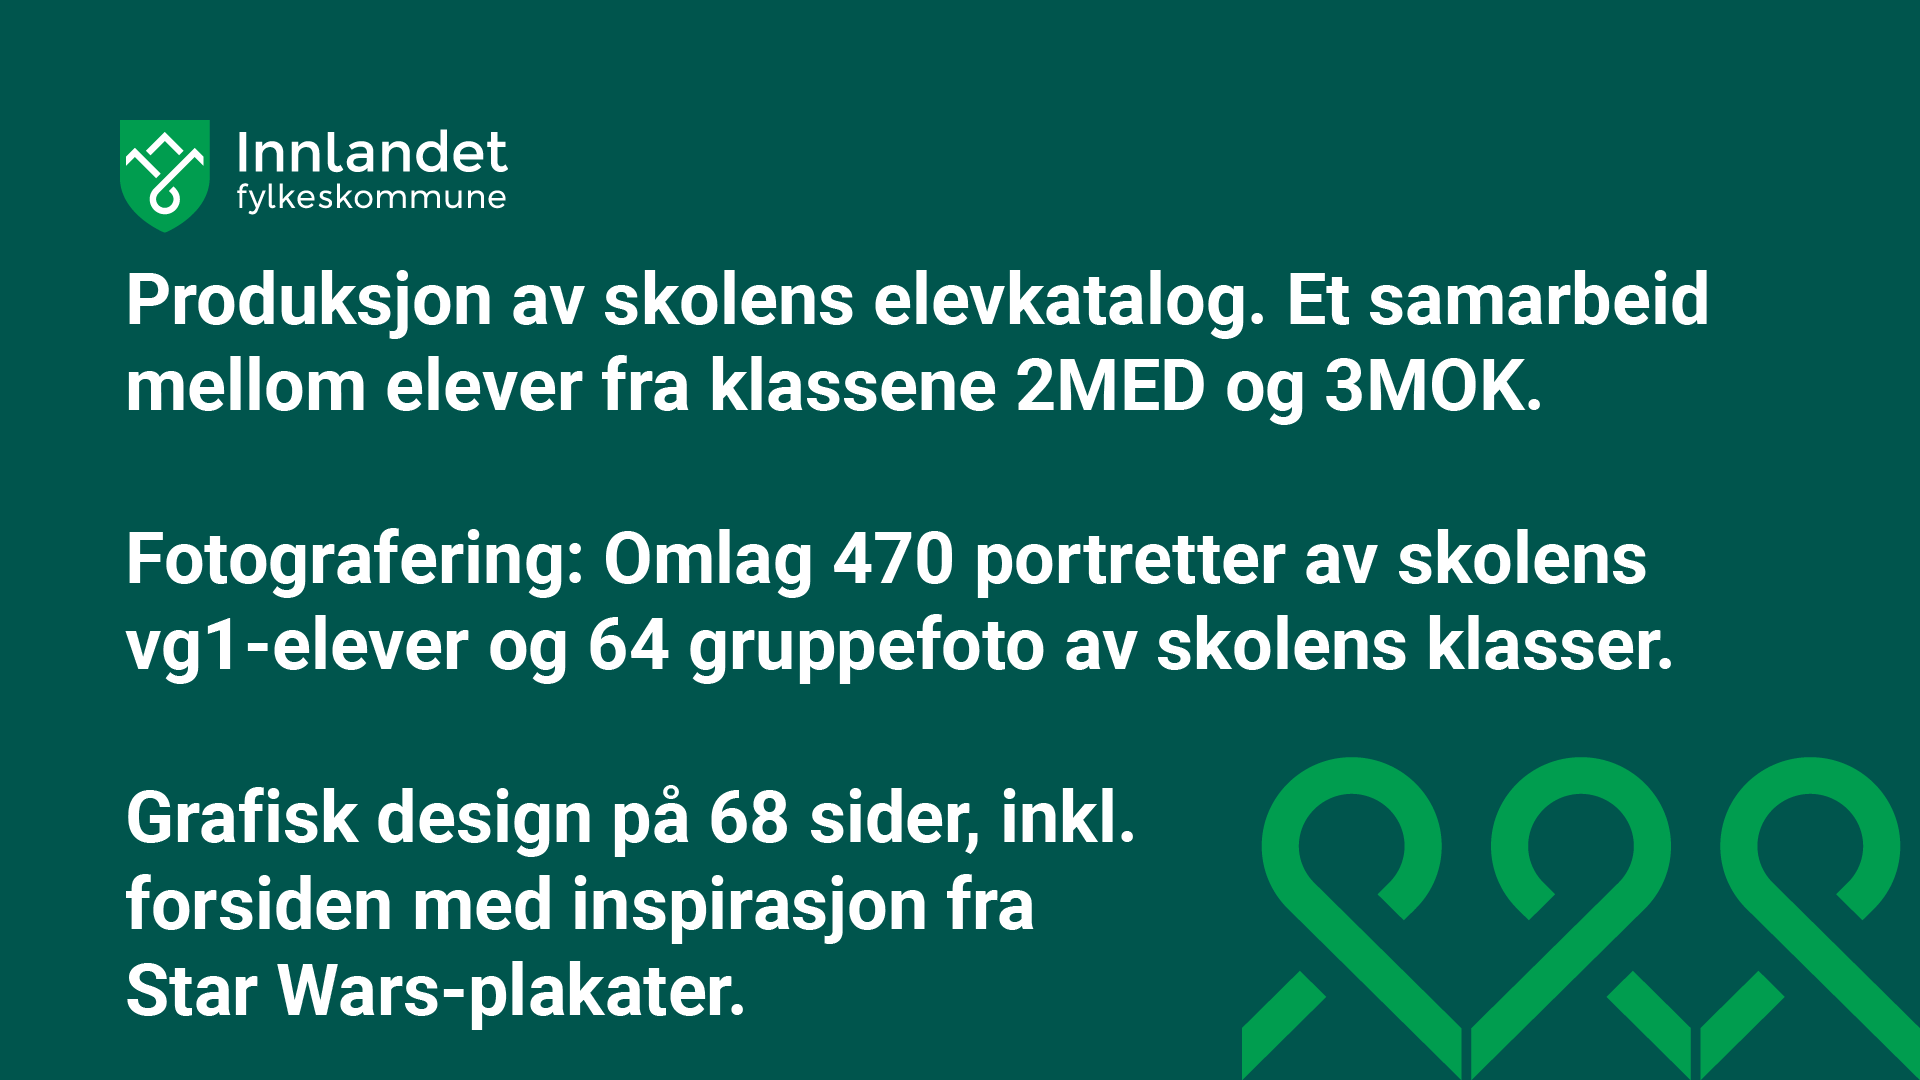 Innlandet
fylkeskommune
Produksjon av skolens elevkatalog. Et samarbeid
mellom elever fra klassene 2MED og 3MOK.
Fotografering: Omlag 470 portretter av skolens
vg1-elever og 64 gruppefoto av skolens klasser.
Grafisk design på 68 sider, inkl.
forsiden med inspirasjon fra
Star Wars-plakater.